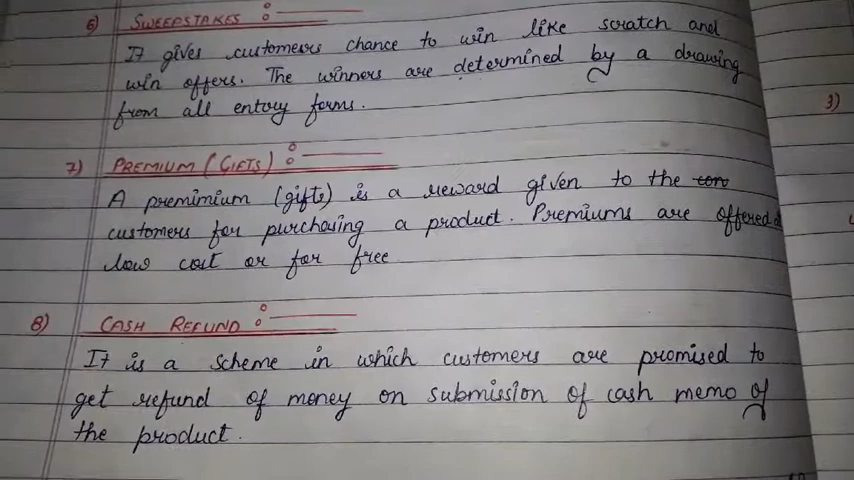 6) SWEEPSTAKES :
It gives customers chance to win like scratch and
win offers. The winners are determined by a drawing
from all entory forms.
7) PREMIUM (GIFTS) :
A premimium (gifts) is a reward given to the
customers for purchasing a product. Premiums are offered
low cost or for free
8) CASH REFUND :
It is a scheme in which customers are promised to
get refund of money on submission of cash memo of
the product.
3)